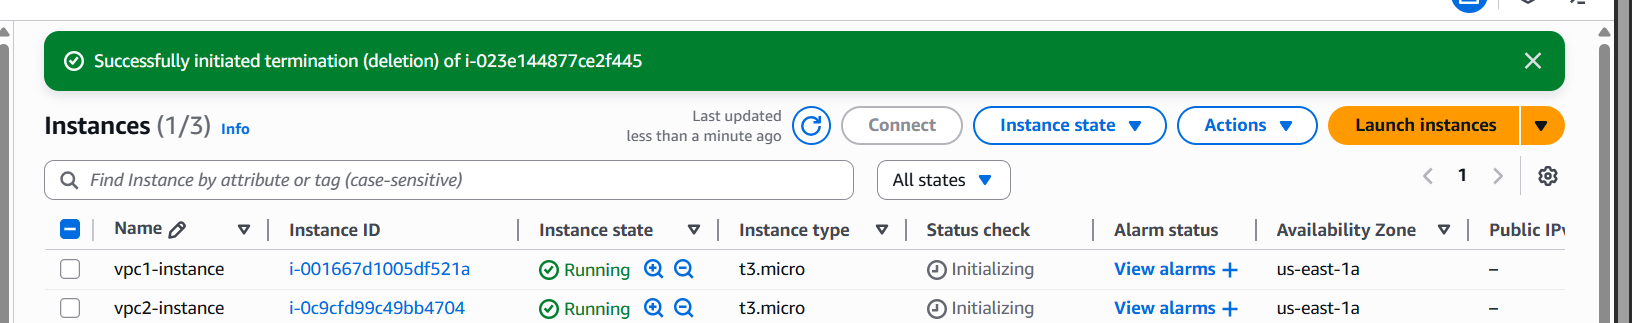 Successfully initiated termination (deletion) of i-023e144877ce2f445
Instances (1/3) Info
Last updated
less than a minute ago
Connect
Instance state
Actions
Launch instances
Find Instance by attribute or tag (case-sensitive)
All states
1
Name Instance ID Instance state Instance type Status check Alarm status Availability Zone Public
vpc1-instance i-001667d1005df521a Running t3.micro Initializing View alarms + us-east-1a –
vpc2-instance i-0c9cfd99c49bb4704 Running t3.micro Initializing View alarms + us-east-1a –